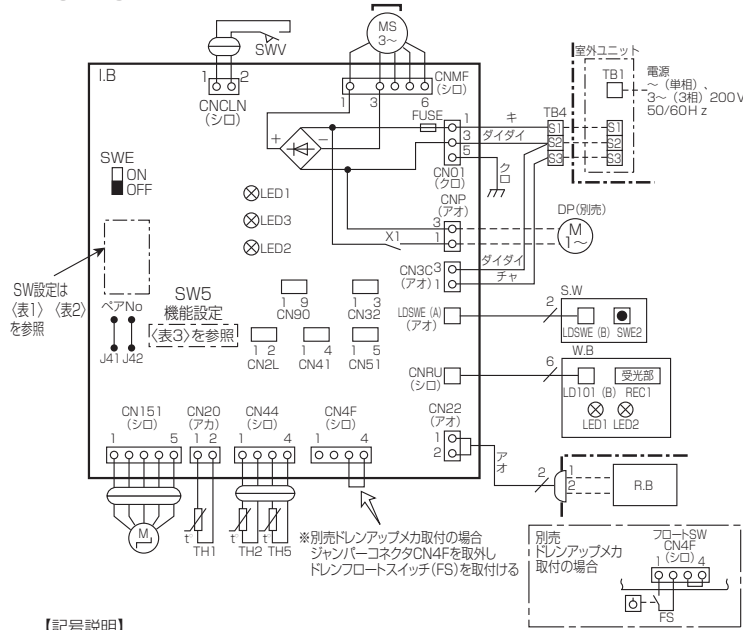 MS
3～
SWV
I.B
1 2
CNCLN
(シロ)
CNMF
(シロ)
1 3 6
FUSE
室外ユニット
TB1
電源
～(単相)、
3～(3相) 200V
50/60Hz
SWE
ON
OFF
＋ －
1 キ TB4
3 ダイダイ
5
S1 S1
S2 S2
S3 S3
CN01
(クロ)
クロ
LED1
LED3
LED2
CNP
(アオ)
3
1
X1
DP(別売)
M
1～
SW設定は
〈表1〉〈表2〉
を参照
ペアNo
J41 J42
SW5
機能設定
〈表3〉を参照
1 9
CN90
1 3
CN32
1 2
CN2L
1 4
CN41
1 5
CN51
CN3C
(アオ)
3
1
ダイダイ
チャ
LDSWE (A)
(アオ)
2
S.W
LDSWE (B) SWE2
CNRU
(シロ)
6
W.B
LD101 (B)
受光部
REC1
LED1 LED2
CN151
(シロ)
1 5
CN20
(アカ)
1 2
CN44
(シロ)
1 4
CN4F
(シロ)
1 4
CN22
(アオ)
1
2
アオ
2
1
2
R.B
M
t°
TH1
t° t°
TH2 TH5
※別売ドレンアップメカ取付の場合
ジャンパーコネクタCN4Fを取外し
ドレンフロートスイッチ(FS)を取付ける
別売
ドレンアップメカ
取付の場合
フロートSW
CN4F
(シロ)
1 4
FS
【記号説明】